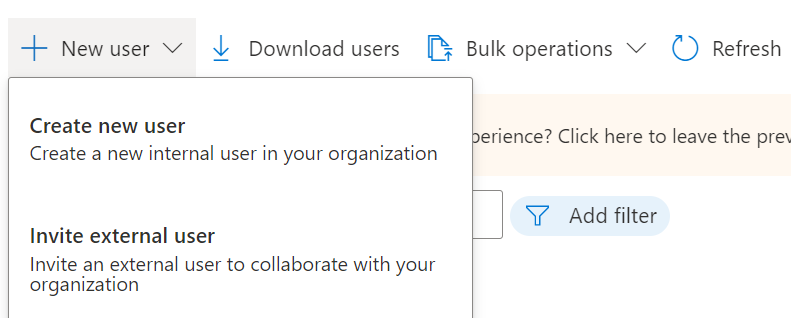 New user Download users Bulk operations Refresh
Create new user
Create a new internal user in your organization
perience? Click here to leave the prev
Add filter
Invite external user
Invite an external user to collaborate with your
organization